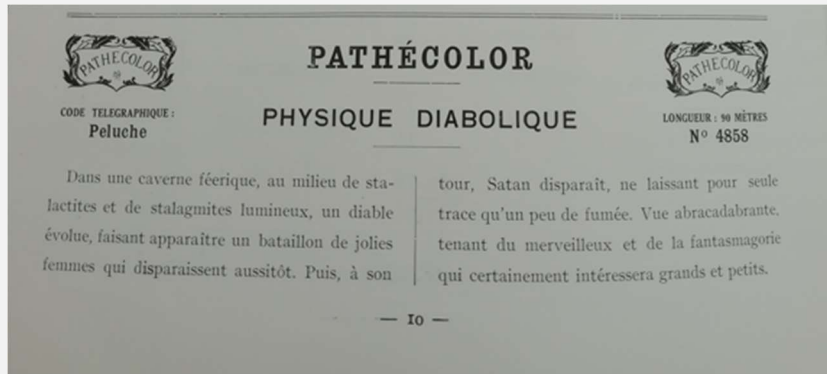 PATHÉCOLOR
PATHÉCOLOR
PATHÉCOLOR
CODE TELEGRAPHIQUE :
Peluche
PHYSIQUE DIABOLIQUE
LONGUEUR : 90 MÈTRES
Nº 4858
Dans une caverne féerique, au milieu de sta-
lactites et de stalagmites lumineux, un diable
évolue, faisant apparaître un bataillon de jolies
femmes qui disparaissent aussitôt. Puis, à son
tour, Satan disparaît, ne laissant pour seule
trace qu'un peu de fumée. Vue abracadabrante,
tenant du merveilleux et de la fantasmagorie
qui certainement intéressera grands et petits.
— 10 —